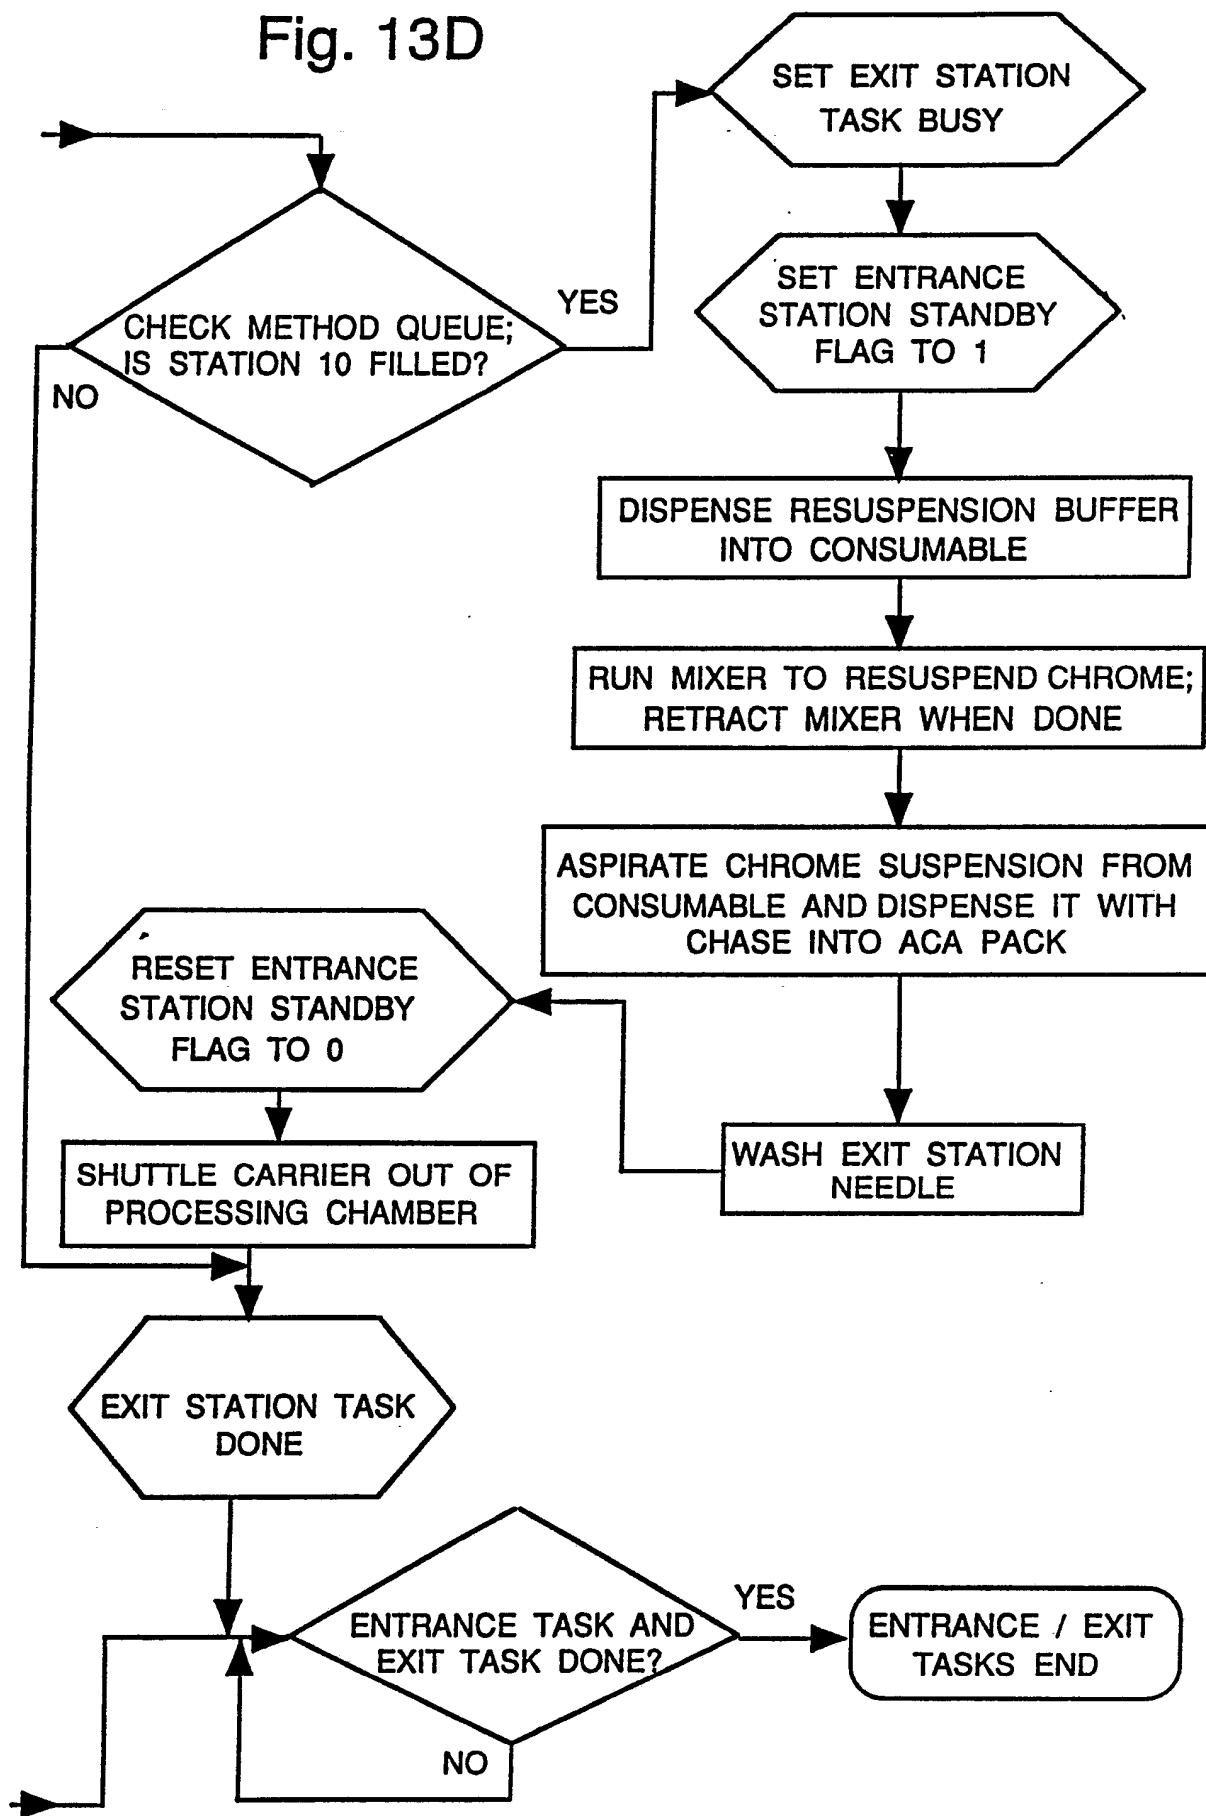 Fig. 13D
SET EXIT STATION
TASK BUSY
SET ENTRANCE
STATION STANDBY
FLAG TO 1
YES
CHECK METHOD QUEUE;
IS STATION 10 FILLED?
NO
DISPENSE RESUSPENSION BUFFER
INTO CONSUMABLE
RUN MIXER TO RESUSPEND CHROME;
RETRACT MIXER WHEN DONE
ASPIRATE CHROME SUSPENSION FROM
CONSUMABLE AND DISPENSE IT WITH
CHASE INTO ACA PACK
WASH EXIT STATION
NEEDLE
RESET ENTRANCE
STATION STANDBY
FLAG TO 0
SHUTTLE CARRIER OUT OF
PROCESSING CHAMBER
EXIT STATION TASK
DONE
ENTRANCE TASK AND
EXIT TASK DONE?
YES
NO
ENTRANCE / EXIT
TASKS END